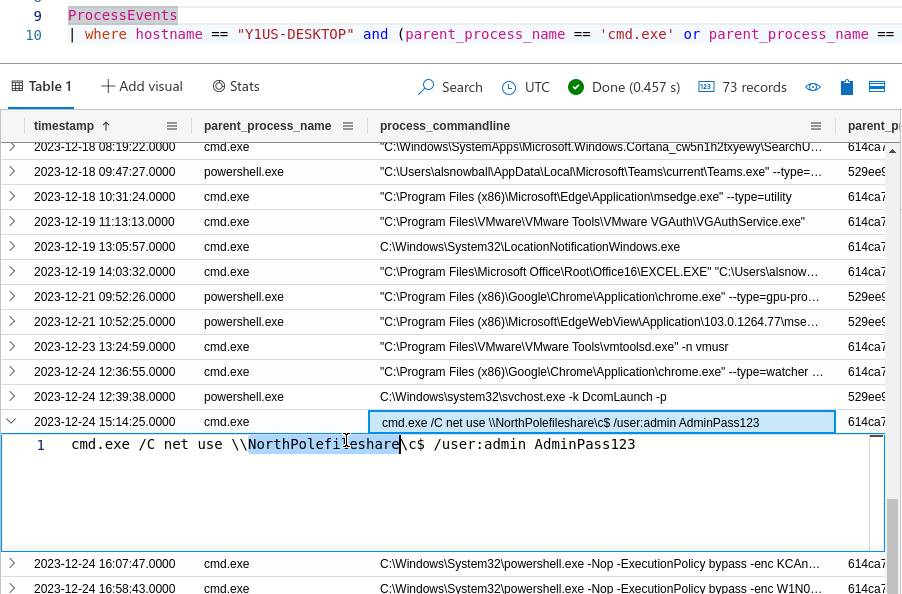 9 ProcessEvents
10 | where hostname == "Y1US-DESKTOP" and (parent_process_name == 'cmd.exe' or parent_process_name ==
Table 1 Add visual Stats Search UTC Done (0.457 s) 123 73 records
timestamp parent_process_name process_commandline parent_p
2023-12-18 08:19:22.0000 cmd.exe "C:\Windows\SystemApps\Microsoft.Windows.Cortana_cw5n1h2txyewy\SearchU…
2023-12-18 09:47:27.0000 powershell.exe "C:\Users\alsnowball\AppData\Local\Microsoft\Teams\current\Teams.exe" --type=… 529ee9
2023-12-18 10:31:24.0000 cmd.exe "C:\Program Files (x86)\Microsoft\Edge\Application\msedge.exe" --type=utility 614ca7
2023-12-19 11:13:13.0000 cmd.exe "C:\Program Files\VMware\VMware Tools\VMware VGAuth\VGAuthService.exe" 614ca7
2023-12-19 13:05:57.0000 cmd.exe C:\Windows\System32\LocationNotificationWindows.exe 614ca7
2023-12-19 14:03:32.0000 cmd.exe "C:\Program Files\Microsoft Office\Root\Office16\EXCEL.EXE" "C:\Users\alsnow… 614ca7
2023-12-21 09:52:26.0000 powershell.exe "C:\Program Files (x86)\Google\Chrome\Application\chrome.exe" --type=gpu-pro… 529ee9
2023-12-21 10:52:25.0000 powershell.exe "C:\Program Files (x86)\Microsoft\EdgeWebView\Application\103.0.1264.77\mse… 529ee9
2023-12-23 13:24:59.0000 cmd.exe "C:\Program Files\VMware\VMware Tools\vmtoolsd.exe" -n vmusr 614ca7
2023-12-24 12:36:55.0000 cmd.exe "C:\Program Files (x86)\Google\Chrome\Application\chrome.exe" --type=watcher … 614ca7
2023-12-24 12:39:38.0000 powershell.exe C:\Windows\system32\svchost.exe -k DcomLaunch -p 529ee9
2023-12-24 15:14:25.0000 cmd.exe cmd.exe /C net use \\NorthPolefileshare\c$ /user:admin AdminPass123 614ca7
1 cmd.exe /C net use \\NorthPolefileshare\c$ /user:admin AdminPass123
2023-12-24 16:07:47.0000 cmd.exe C:\Windows\System32\powershell.exe -Nop -ExecutionPolicy bypass -enc KCAn… 614ca7
2023-12-24 16:58:43.0000 cmd.exe C:\Windows\System32\powershell.exe -Nop -ExecutionPolicy bypass -enc W1N0… 614ca7